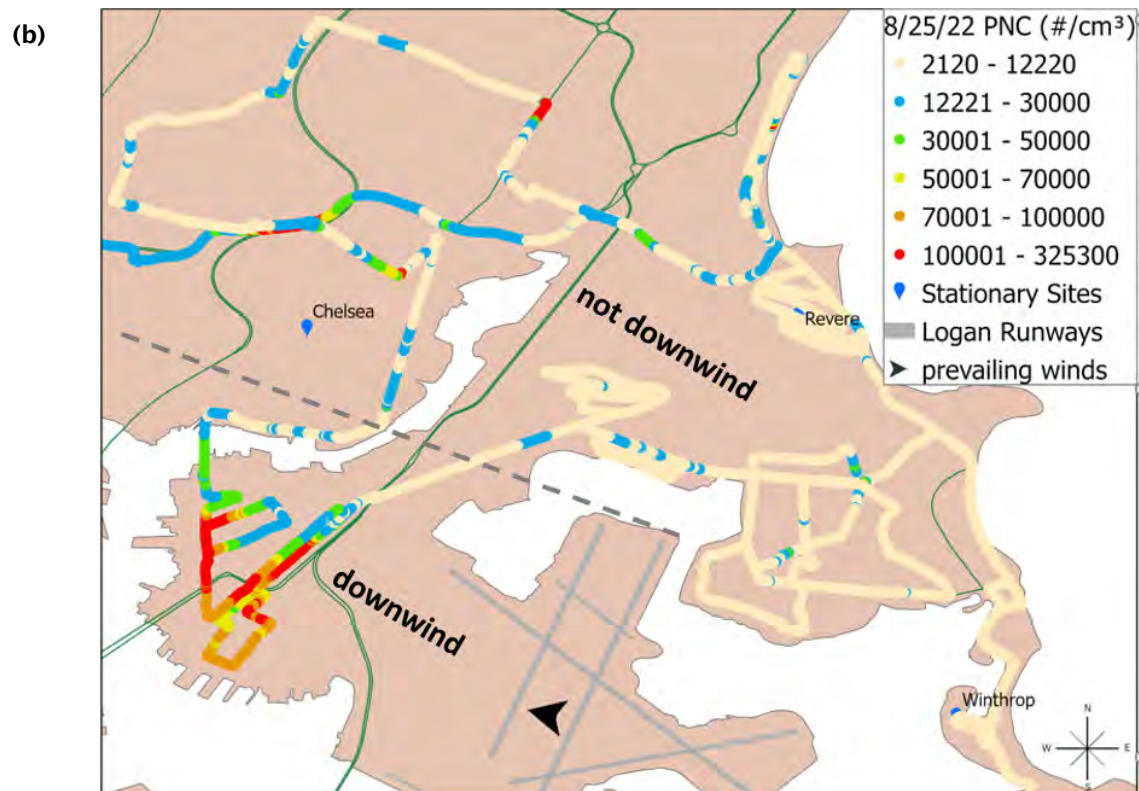 (b)
8/25/22 PNC (#/cm³)
2120 - 12220
12221 - 30000
30001 - 50000
50001 - 70000
70001 - 100000
100001 - 325300
Stationary Sites
Logan Runways
prevailing winds
Chelsea
not downwind
Revere
downwind
Winthrop
N
W E
S